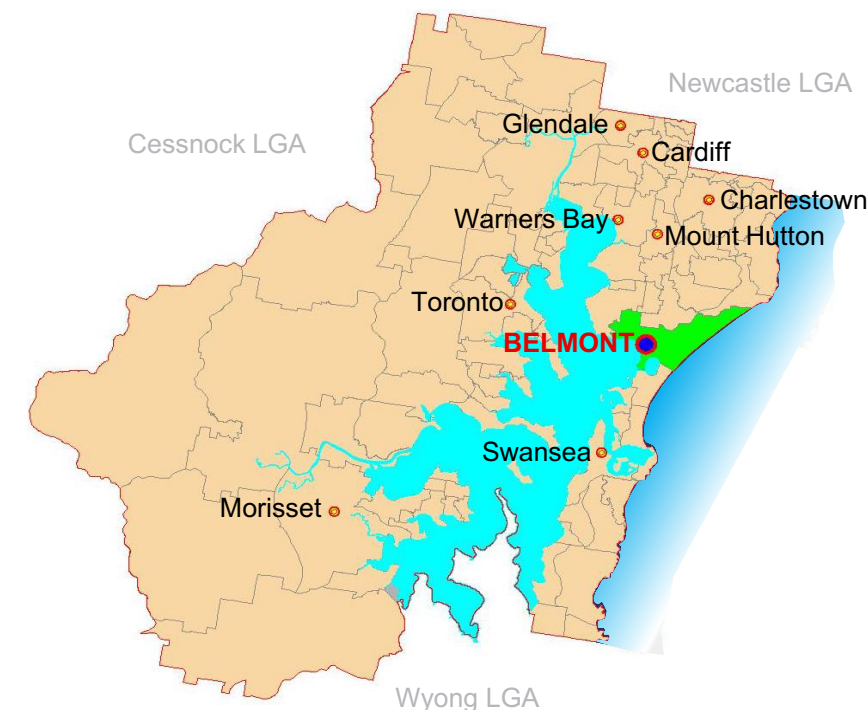 Newcastle LGA
Glendale
Cessnock LGA
Cardiff
Charlestown
Warners Bay
Mount Hutton
Toronto
BELMONT
Swansea
Morisset
Wyong LGA